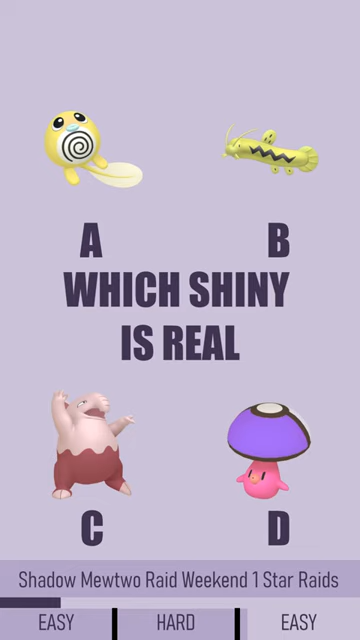 A B
WHICH SHINY
IS REAL
C D
Shadow Mewtwo Raid Weekend 1 Star Raids
EASY HARD EASY